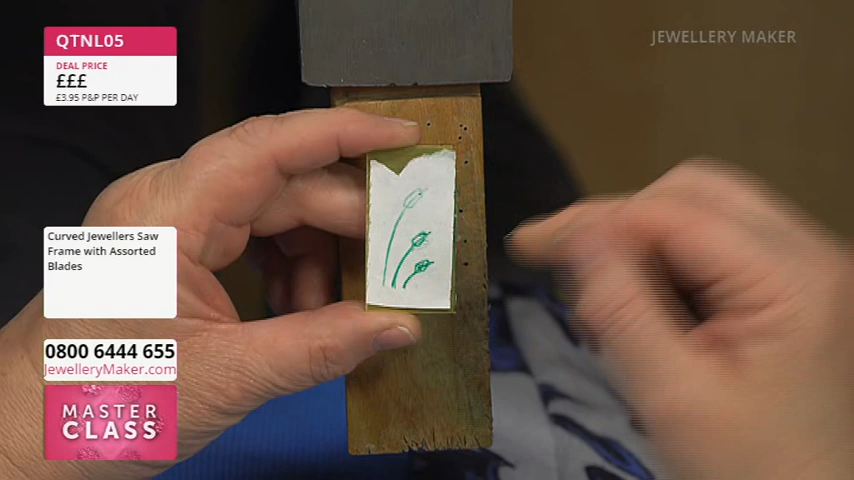 QTNL05
DEAL PRICE
£££
£3.95 P&P PER DAY
JEWELLERY MAKER
Curved Jewellers Saw
Frame with Assorted
Blades
0800 6444 655
JewelleryMaker.com
MASTER
CLASS